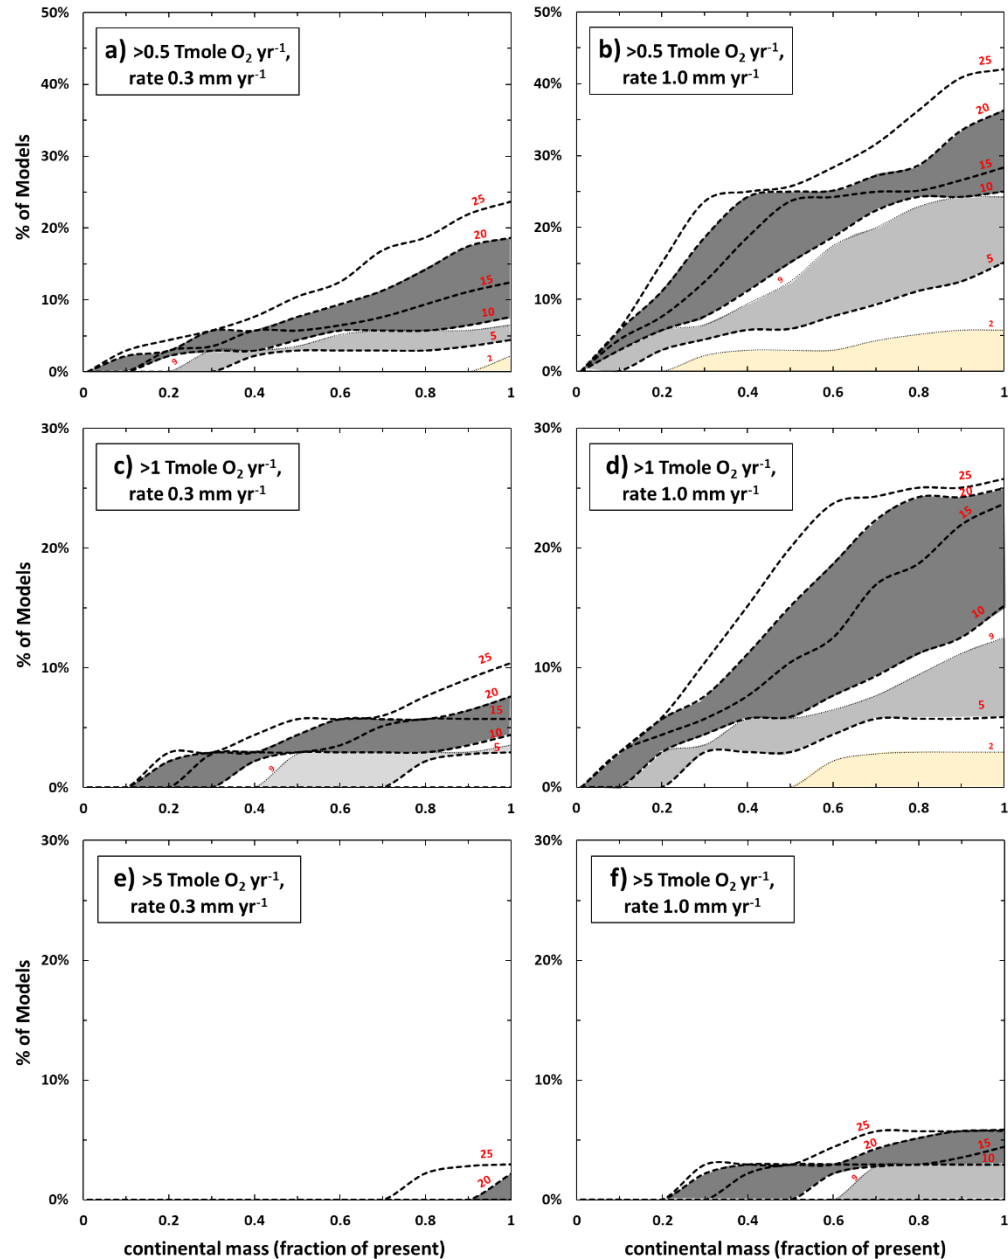 50%
40%
30%
20%
10%
0%
% of Models
a) >0.5 Tmole O₂ yr⁻¹,
rate 0.3 mm yr⁻¹
25
20
15
10
5
9
2
0 0.2 0.4 0.6 0.8 1
50%
40%
30%
20%
10%
0%
b) >0.5 Tmole O₂ yr⁻¹,
rate 1.0 mm yr⁻¹
25
20
15
10
9
5
2
0 0.2 0.4 0.6 0.8 1
30%
20%
10%
0%
% of Models
c) >1 Tmole O₂ yr⁻¹,
rate 0.3 mm yr⁻¹
25
20
15
10
5
9
0 0.2 0.4 0.6 0.8 1
30%
20%
10%
0%
d) >1 Tmole O₂ yr⁻¹,
rate 1.0 mm yr⁻¹
25
20
15
10
9
5
2
0 0.2 0.4 0.6 0.8 1
30%
20%
10%
0%
% of Models
e) >5 Tmole O₂ yr⁻¹,
rate 0.3 mm yr⁻¹
25
20
0 0.2 0.4 0.6 0.8 1
continental mass (fraction of present)
30%
20%
10%
0%
f) >5 Tmole O₂ yr⁻¹,
rate 1.0 mm yr⁻¹
25
20
15
10
9
0 0.2 0.4 0.6 0.8 1
continental mass (fraction of present)